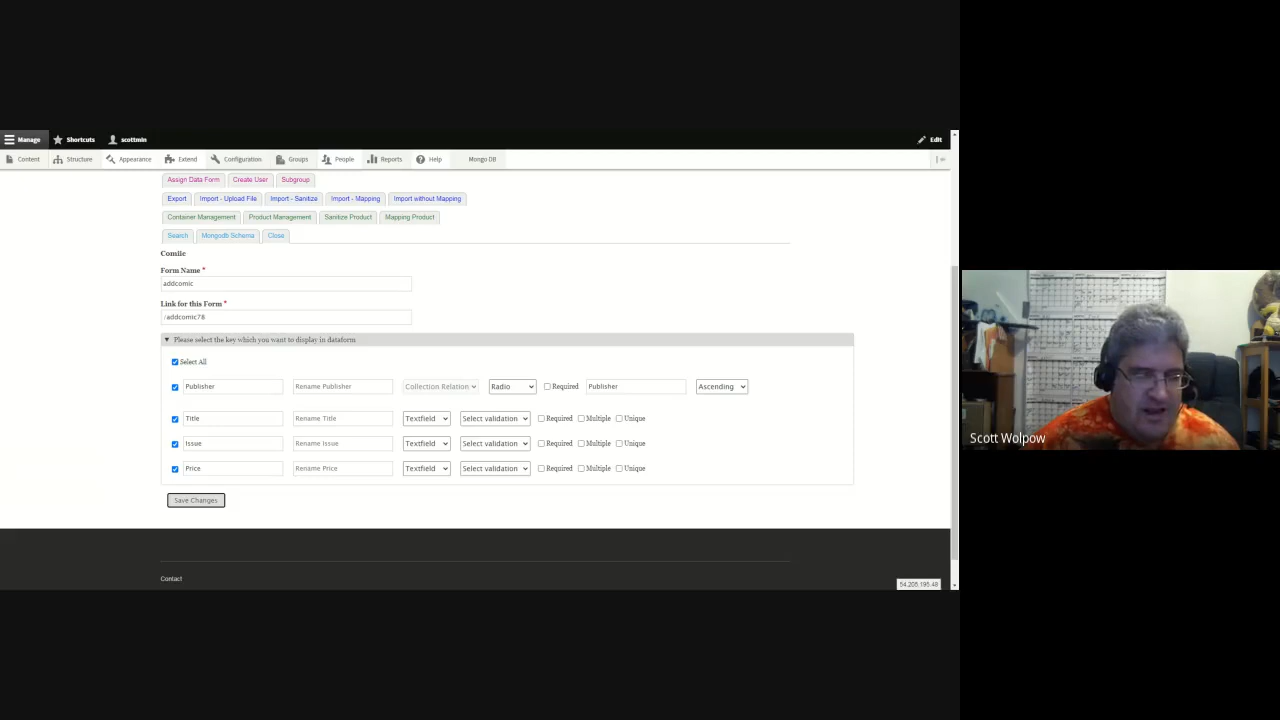 Manage Shortcuts scottmin Edit
Content Structure Appearance Extend Configuration Groups People Reports Help Mongo DB
Assign Data Form Create User Subgroup
Export Import - Upload File Import - Sanitize Import - Mapping Import without Mapping
Container Management Product Management Sanitize Product Mapping Product
Search Mongodb Schema Close
Comiic
Form Name *
addcomic
Link for this Form *
/addcomic78
Please select the key which you want to display in dataform
Select All
Publisher Rename Publisher Collection Relation Radio Required Publisher Ascending
Title Rename Title Textfield Select validation Required Multiple Unique
Issue Rename Issue Textfield Select validation Required Multiple Unique
Price Rename Price Textfield Select validation Required Multiple Unique
Save Changes
Contact
54.205.195.48
Scott Wolpow